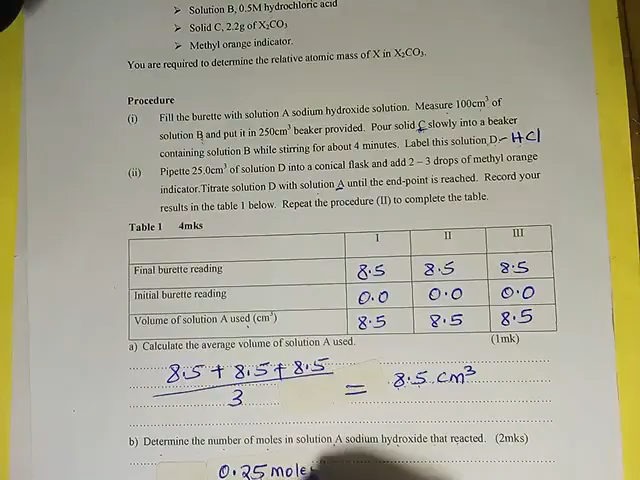 ➢ Solution B, 0.5M hydrochloric acid
➢ Solid C, 2.2g of X₂CO₃
➢ Methyl orange indicator.
You are required to determine the relative atomic mass of X in X₂CO₃.
Procedure
(i) Fill the burette with solution A sodium hydroxide solution. Measure 100cm³ of
solution B and put it in 250cm³ beaker provided. Pour solid C slowly into a beaker
containing solution B while stirring for about 4 minutes. Label this solution D - HCl
(ii) Pipette 25.0cm³ of solution D into a conical flask and add 2 – 3 drops of methyl orange
indicator. Titrate solution D with solution A until the end-point is reached. Record your
results in the table 1 below. Repeat the procedure (II) to complete the table.
Table 1 4mks
I II III
Final burette reading 8.5 8.5 8.5
Initial burette reading 0.0 0.0 0.0
Volume of solution A used (cm³) 8.5 8.5 8.5
a) Calculate the average volume of solution A used. (1mk)
8.5 + 8.5 + 8.5
3
= 8.5 cm³
b) Determine the number of moles in solution A sodium hydroxide that reacted. (2mks)
0.25 moles